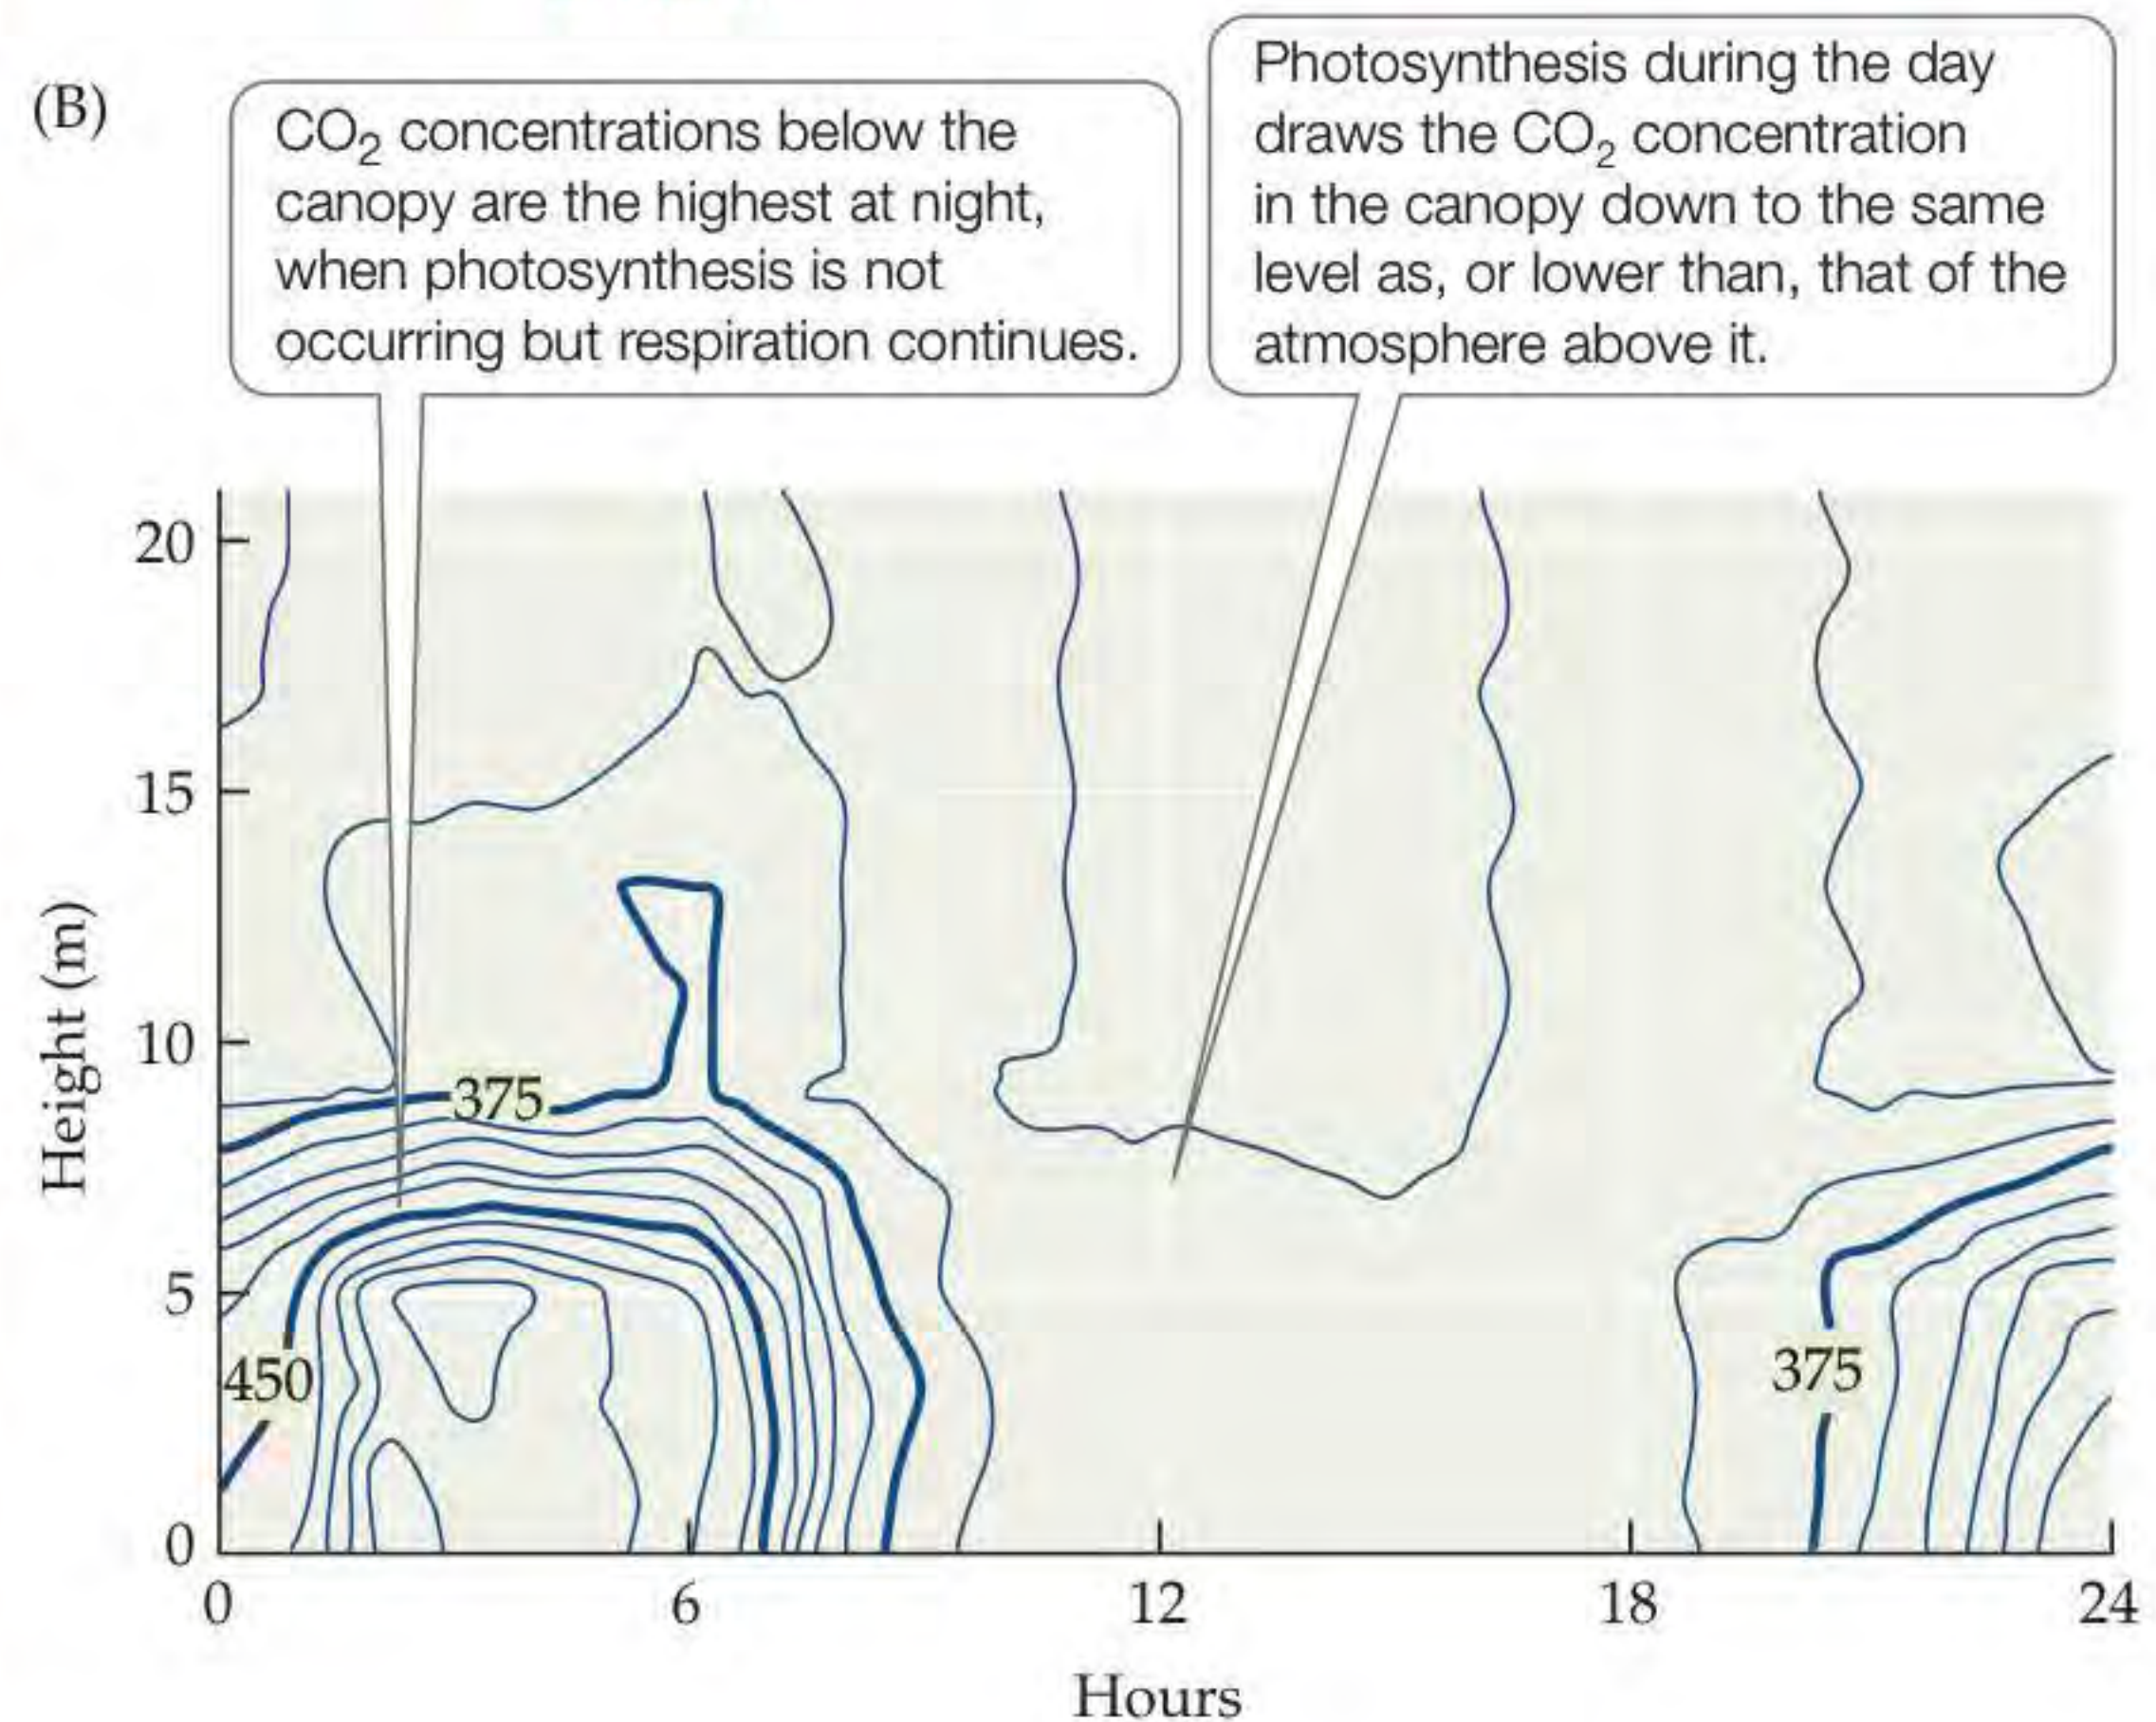 (B)
CO₂ concentrations below the
canopy are the highest at night,
when photosynthesis is not
occurring but respiration continues.
Photosynthesis during the day
draws the CO₂ concentration
in the canopy down to the same
level as, or lower than, that of the
atmosphere above it.
20
15
10
5
0
Height (m)
375
450
375
0
6
12
18
24
Hours